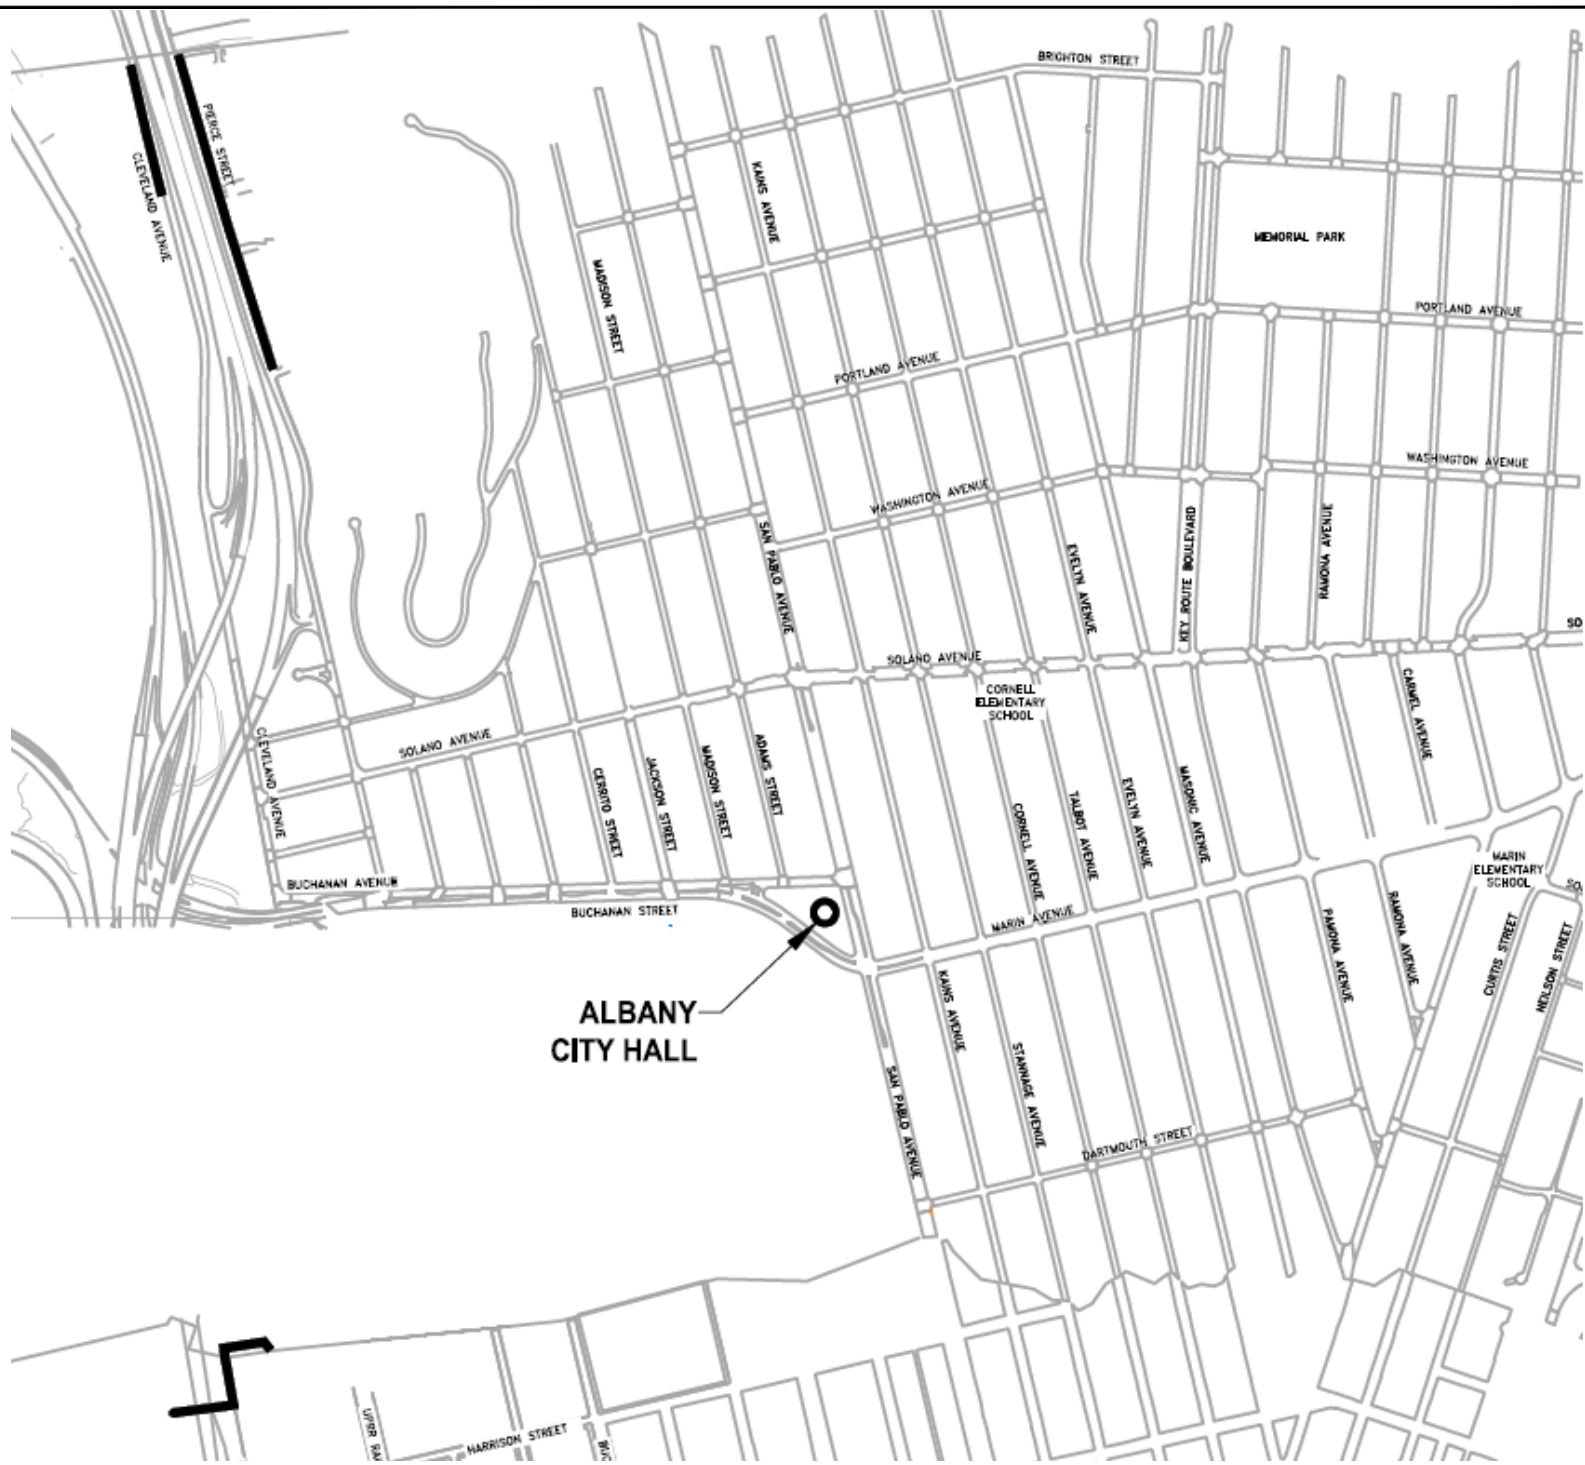 BRIGHTON STREET
PIERCE STREET
CLEVELAND AVENUE
KAINS AVENUE
MEMORIAL PARK
MADISON STREET
PORTLAND AVENUE
PORTLAND AVENUE
WASHINGTON AVENUE
WASHINGTON AVENUE
SAN PABLO AVENUE
EVELYN AVENUE
KEY ROUTE BOULEVARD
RAMONA AVENUE
SO
SOLANO AVENUE
CORNELL
ELEMENTARY
SCHOOL
CARMEL AVENUE
SOLANO AVENUE
CLEVELAND AVENUE
CERRITO STREET
JACKSON STREET
MADISON STREET
ADAMS STREET
CORNELL AVENUE
TALBOT AVENUE
EVELYN AVENUE
MASONIC AVENUE
MARIN
ELEMENTARY
SCHOOL
BUCHANAN AVENUE
BUCHANAN STREET
MARIN AVENUE
PAMONA AVENUE
RAMONA AVENUE
CURTIS STREET
NEILSON STREET
ALBANY
CITY HALL
KAINS AVENUE
STANNAGE AVENUE
SAN PABLO AVENUE
DARTMOUTH STREET
UPRR
HARRISON STREET